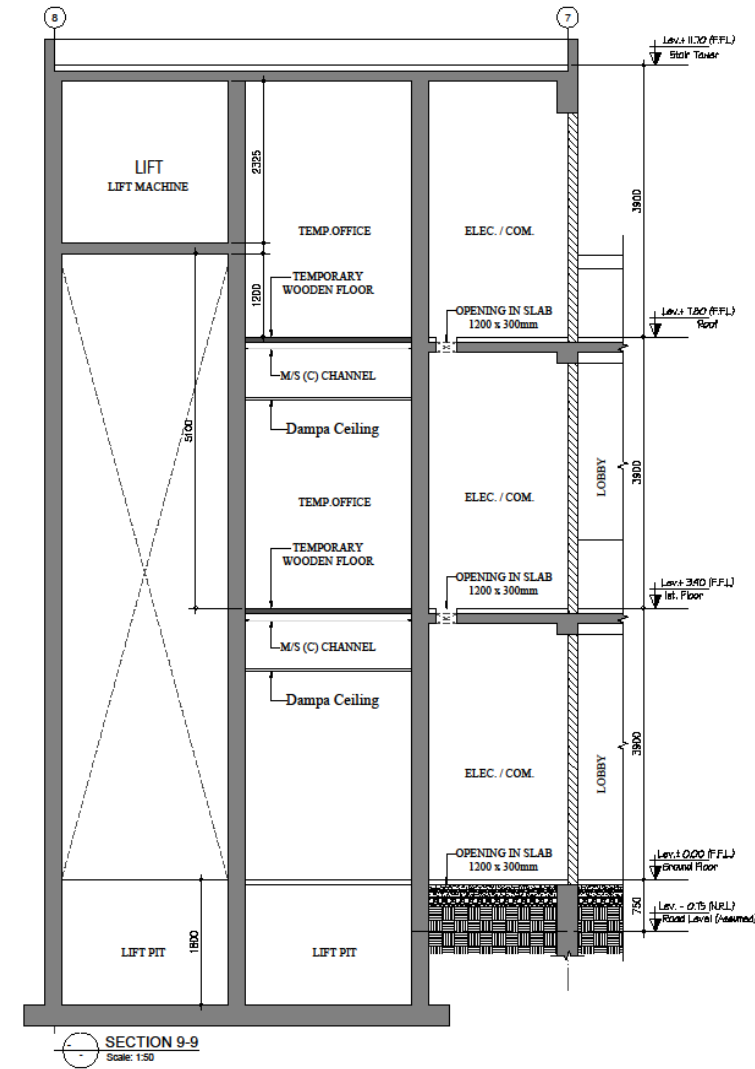 8
7
Lev.+ 11.70 (F.F.L)
Stair Tower
LIFT
LIFT MACHINE
2325
3900
TEMP.OFFICE
ELEC. / COM.
TEMPORARY
WOODEN FLOOR
1200
OPENING IN SLAB
1200 x 300mm
Lev.+ 7.80 (F.F.L)
Roof
M/S (C) CHANNEL
Dampa Ceiling
5100
3900
LOBBY
TEMP.OFFICE
ELEC. / COM.
TEMPORARY
WOODEN FLOOR
OPENING IN SLAB
1200 x 300mm
Lev.+ 3.90 (F.F.L)
1st. Floor
M/S (C) CHANNEL
Dampa Ceiling
3900
LOBBY
ELEC. / COM.
OPENING IN SLAB
1200 x 300mm
Lev.± 0.00 (F.F.L)
Ground Floor
750
Lev. - 0.75 (N.R.L)
Road Level (Assumed)
LIFT PIT
1800
LIFT PIT
SECTION 9-9
Scale: 1:50